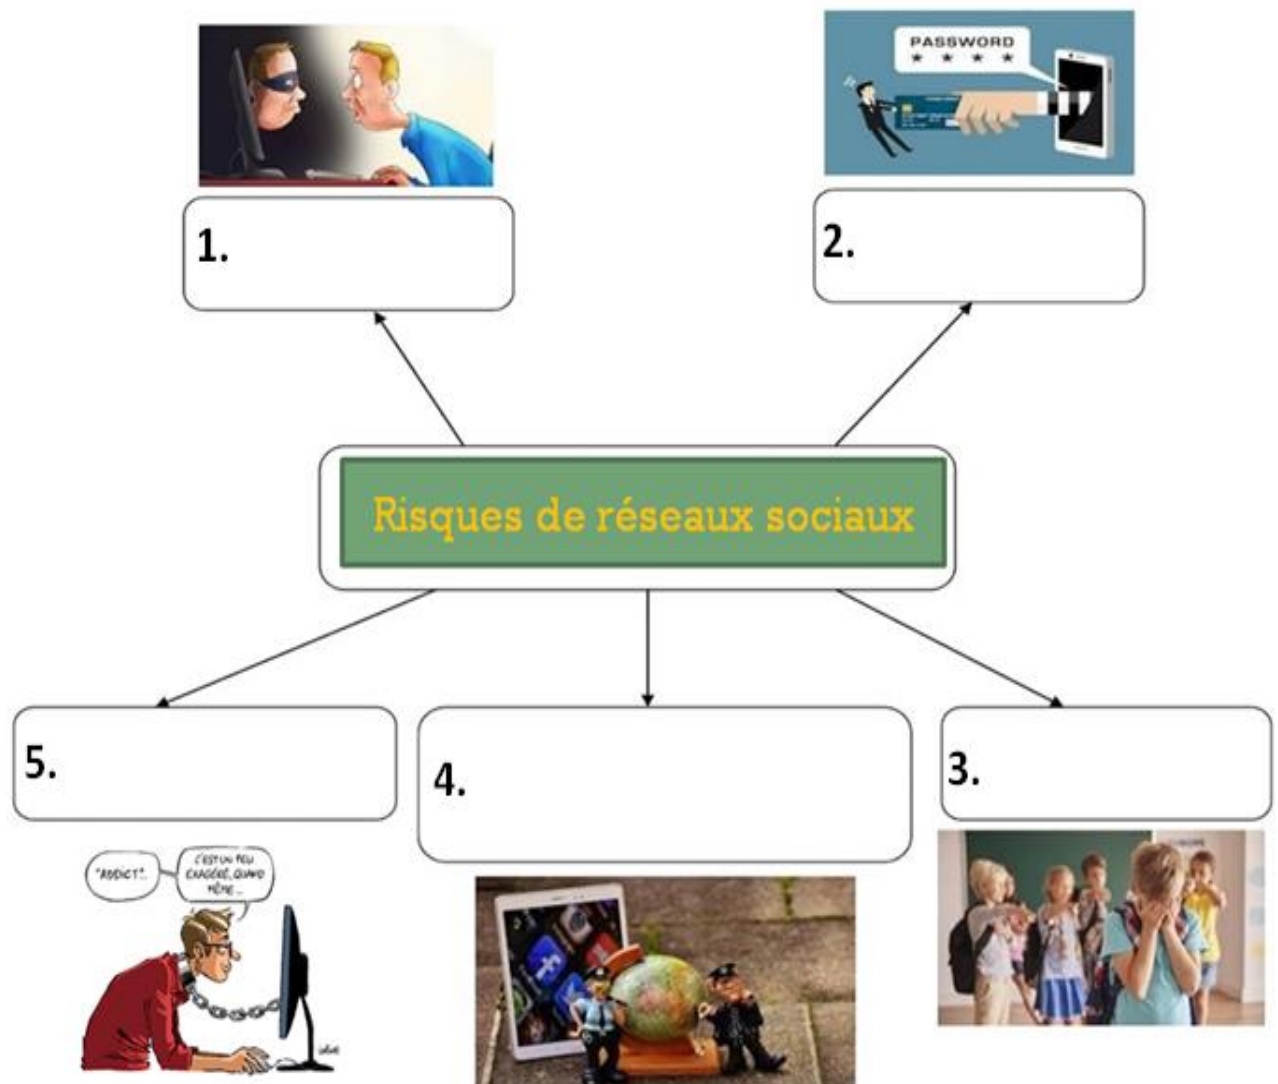 PASSWORD
★ ★ ★ ★
1.
2.
Risques de réseaux sociaux
5.
4.
3.
"ADDICT"..
C'EST UN PEU
EXAGÉRÉ, QUAND
MÊME...